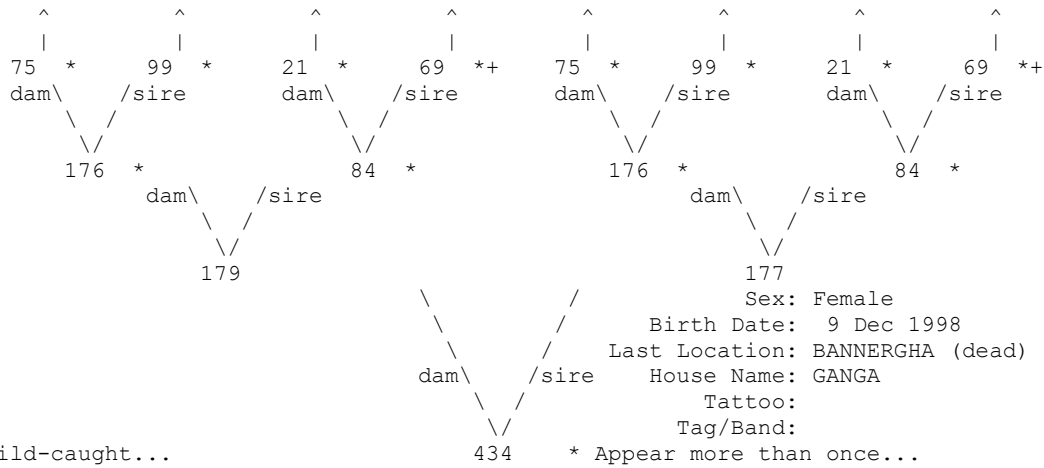 ^ ^ ^ ^ ^ ^ ^ ^
| | | | | | | |
75 * 99 * 21 * 69 *+ 75 * 99 * 21 * 69 *+
dam\ /sire dam\ /sire dam\ /sire dam\ /sire
\ / \ / \ / \ /
\/ \/ \/ \/
176 * 84 * 176 * 84 *
dam\ /sire dam\ /sire
\ / \ /
\/ \/
179 177
\ / Sex: Female
\ / Birth Date: 9 Dec 1998
\ / Last Location: BANNERGHA (dead)
dam\ /sire House Name: GANGA
\ / Tattoo:
\/ Tag/Band:
ild-caught... 434 * Appear more than once...